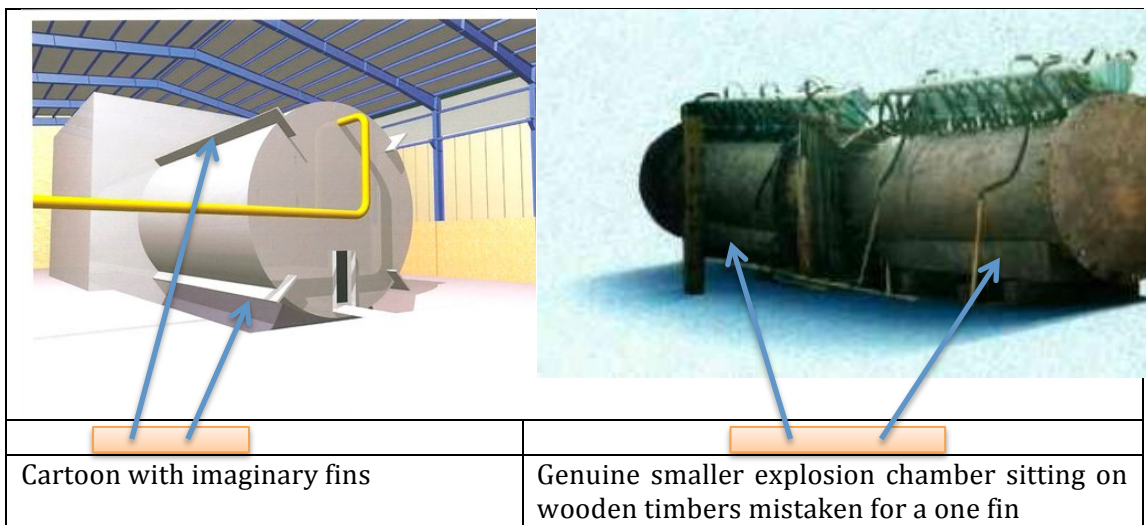 Cartoon with imaginary fins
Genuine smaller explosion chamber sitting on
wooden timbers mistaken for a one fin